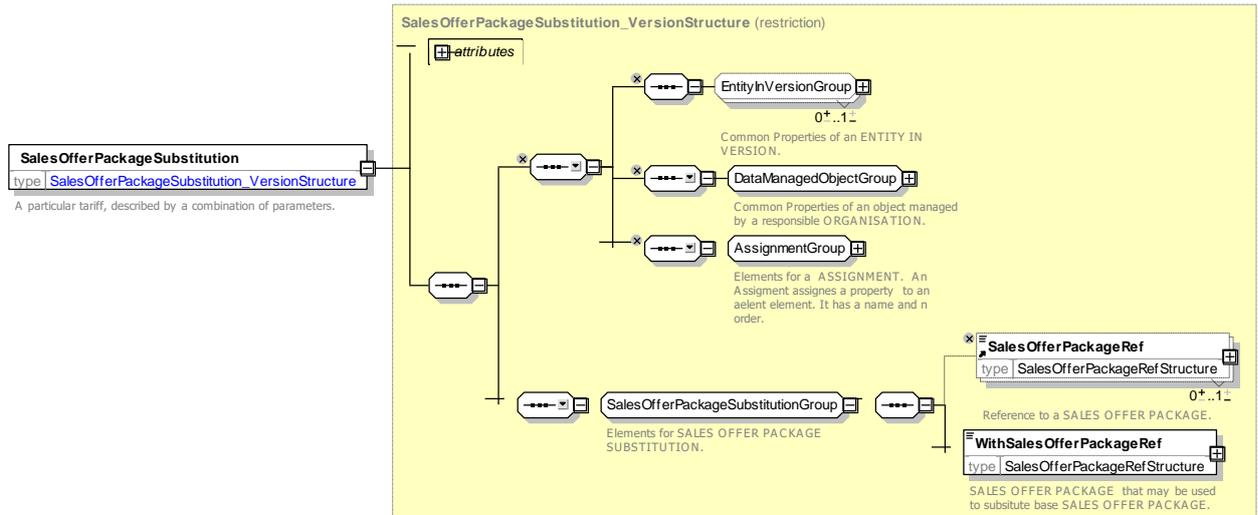 SalesOfferPackageSubstitution_VersionStructure (restriction)
attributes
EntityInVersionGroup
0..1
Common Properties of an ENTITY IN
VERSION.
SalesOfferPackageSubstitution
type SalesOfferPackageSubstitution_VersionStructure
A particular tariff, described by a combination of parameters.
DataManagedObjectGroup
Common Properties of an object managed
by a responsible ORGANISATION.
AssignmentGroup
Elements for a ASSIGNMENT. An
Assigment assignes a property to an
aelent element. It has a name and n
order.
SalesOfferPackageRef
type SalesOfferPackageRefStructure
0..1
Reference to a SALES OFFER PACKAGE.
SalesOfferPackageSubstitutionGroup
Elements for SALES OFFER PACKAGE
SUBSTITUTION.
WithSalesOfferPackageRef
type SalesOfferPackageRefStructure
SALES OFFER PACKAGE that may be used
to subsitute base SALES OFFER PACKAGE.